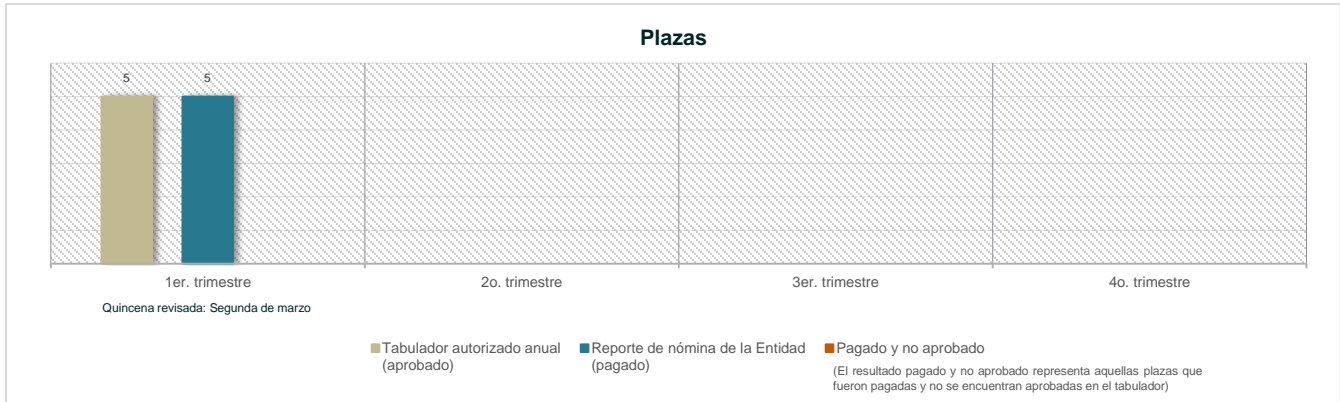 Plazas
5 5
1er. trimestre 2o. trimestre 3er. trimestre 4o. trimestre
Quincena revisada: Segunda de marzo
Tabulador autorizado anual
(aprobado)
Reporte de nómina de la Entidad
(pagado)
Pagado y no aprobado
(El resultado pagado y no aprobado representa aquellas plazas que
fueron pagadas y no se encuentran aprobadas en el tabulador)